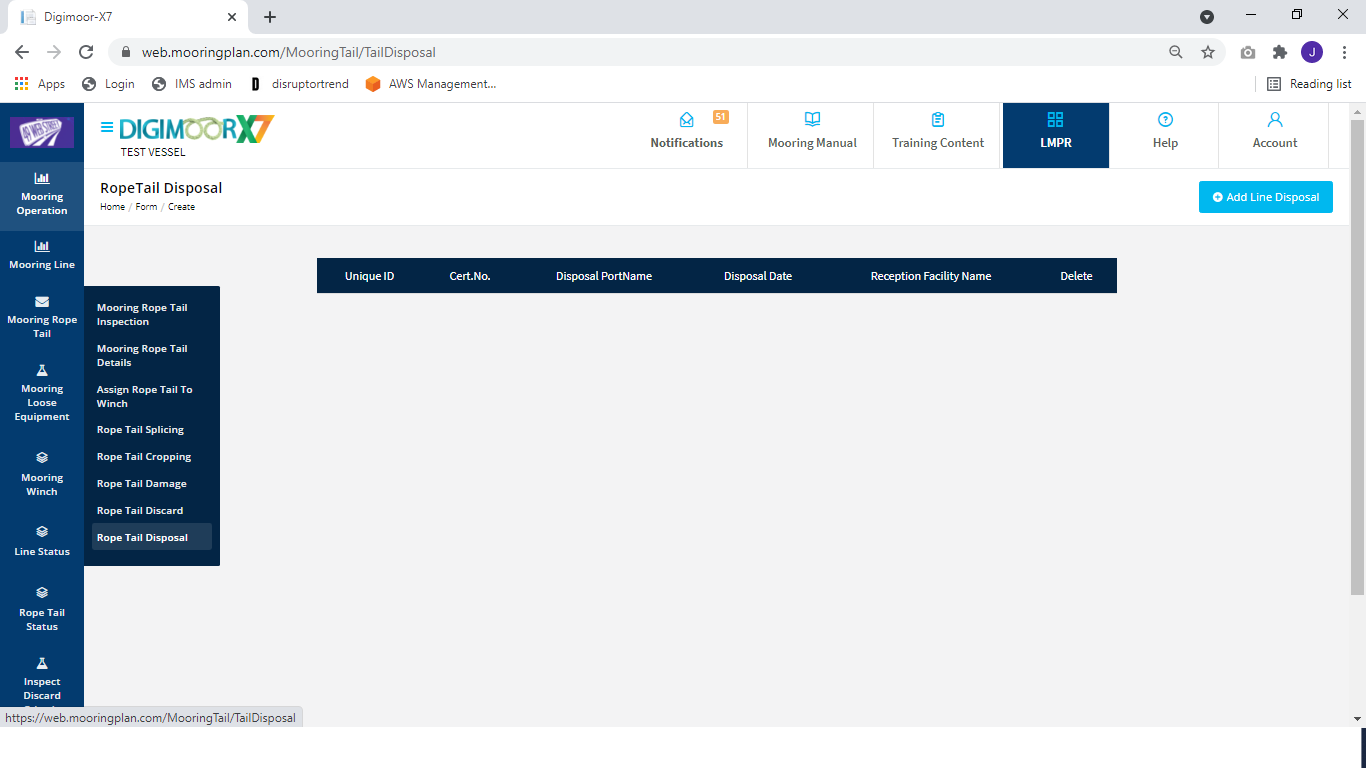 Digimoor-X7
web.mooringplan.com/MooringTail/TailDisposal
J
Apps
Login
IMS admin
disruptortrend
AWS Management...
Reading list
49 WEB STREET
DIGIMOORX7
TEST VESSEL
Notifications
51
Mooring Manual
Training Content
LMPR
Help
Account
RopeTail Disposal
Home / Form / Create
Add Line Disposal
Unique ID
Cert.No.
Disposal PortName
Disposal Date
Reception Facility Name
Delete
Mooring
Operation
Mooring Line
Mooring Rope
Tail
Mooring
Loose
Equipment
Mooring
Winch
Line Status
Rope Tail
Status
Inspect
Discard
Mooring Rope Tail
Inspection
Mooring Rope Tail
Details
Assign Rope Tail To
Winch
Rope Tail Splicing
Rope Tail Cropping
Rope Tail Damage
Rope Tail Discard
Rope Tail Disposal
https://web.mooringplan.com/MooringTail/TailDisposal